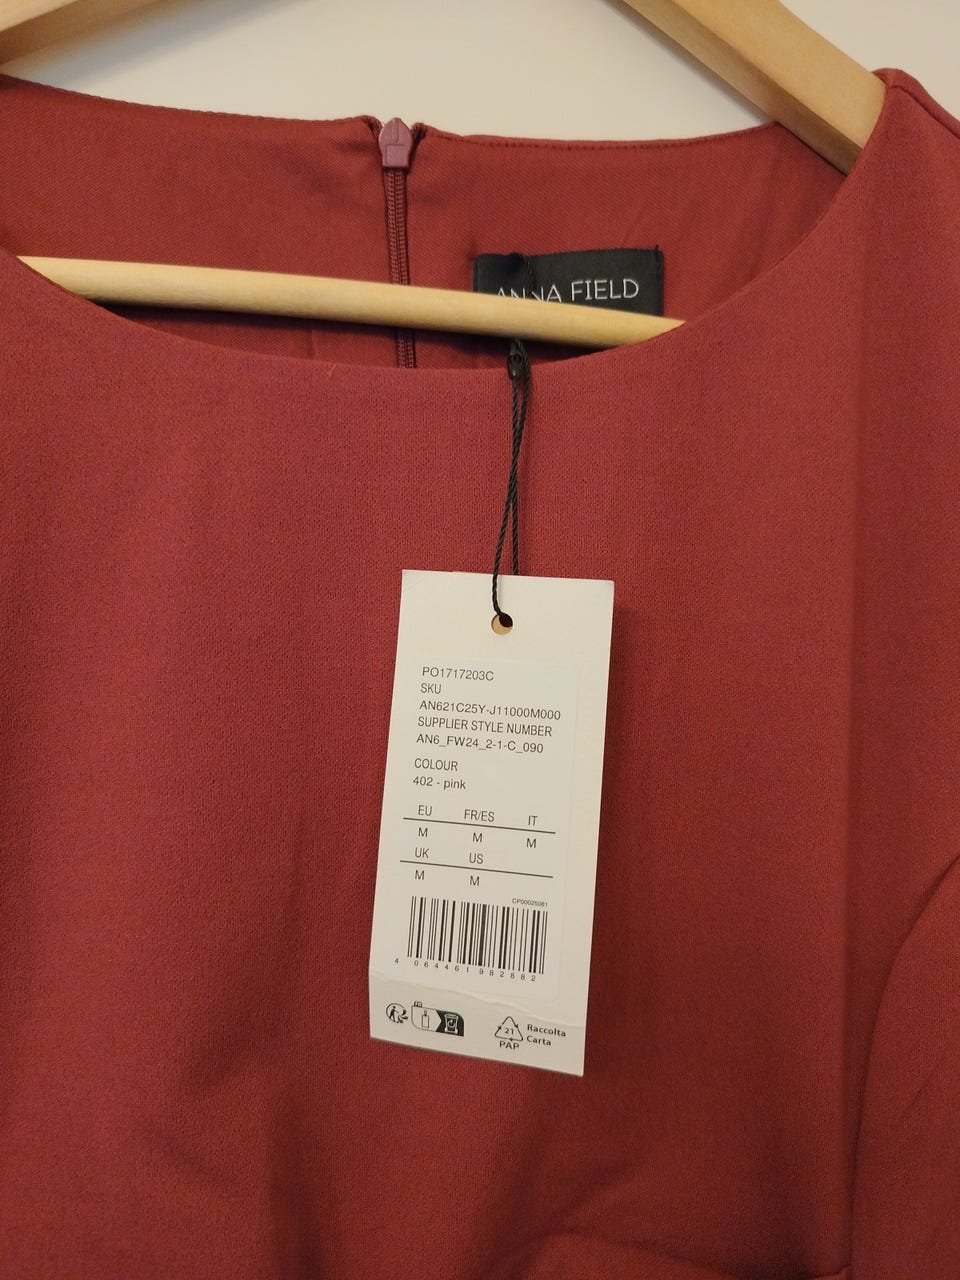 ANNA FIELD
PO1717203C
SKU
AN621C25Y-J11000M000
SUPPLIER STYLE NUMBER
AN6_FW24_2-1-C_090
COLOUR
402 - pink
EU FR/ES IT
M M M
UK US
M M
CP00025081
4 064461 982882
21
PAP
Raccolta
Carta